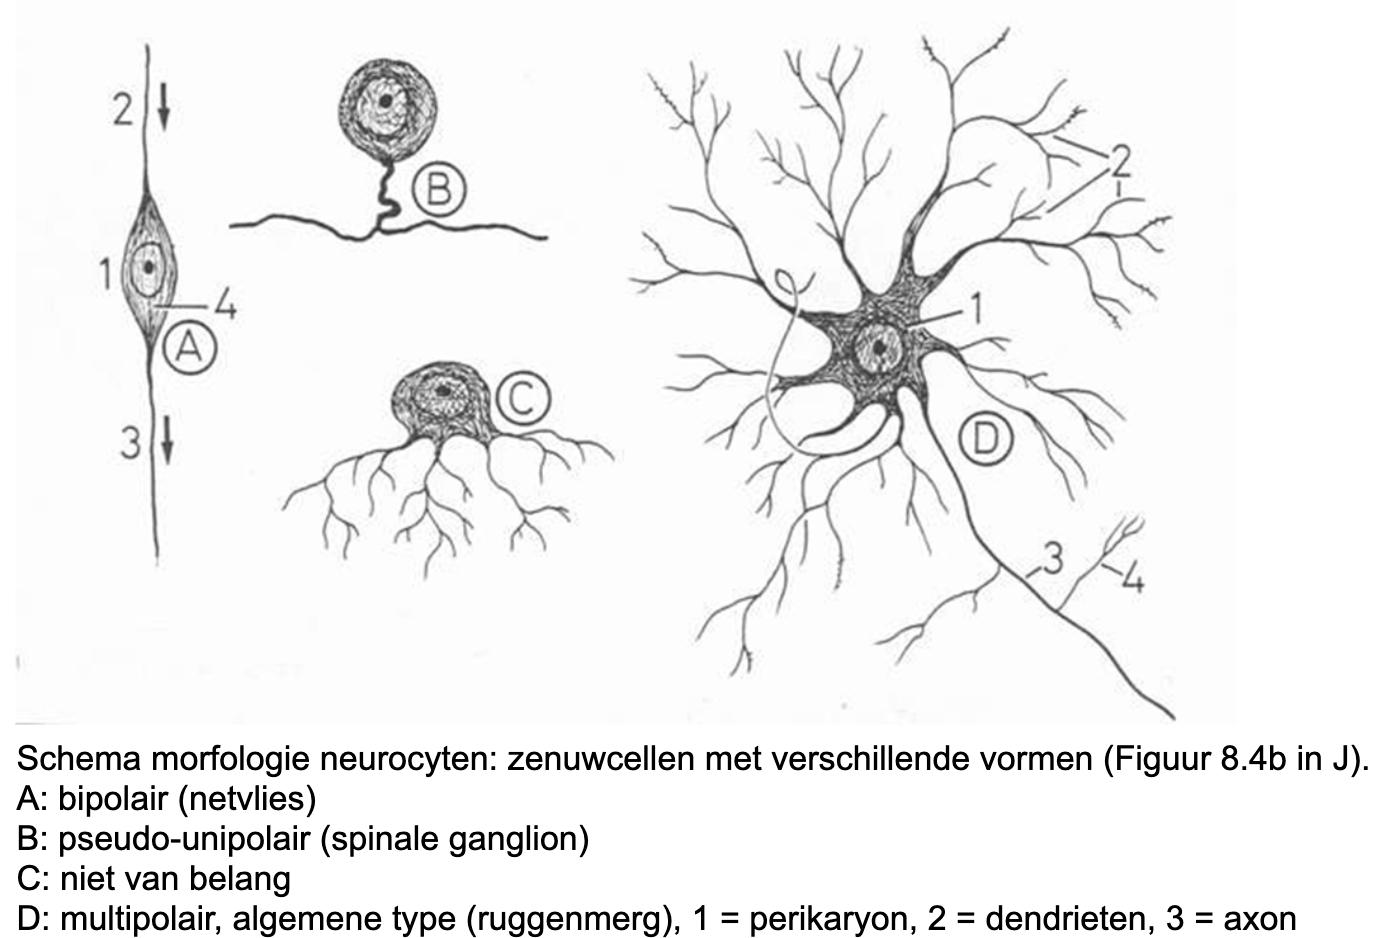 2
B
1
4
A
3
C
2
1
D
3
4
Schema morfologie neurocyten: zenuwcellen met verschillende vormen (Figuur 8.4b in J).
A: bipolair (netvlies)
B: pseudo-unipolair (spinale ganglion)
C: niet van belang
D: multipolair, algemene type (ruggenmerg), 1 = perikaryon, 2 = dendrieten, 3 = axon